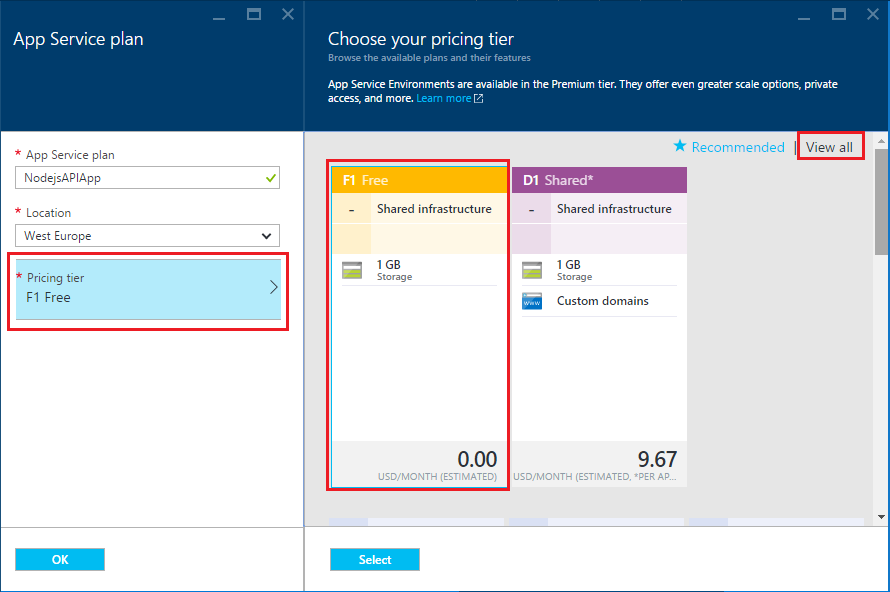 App Service plan
* App Service plan
NodejsAPIApp
* Location
West Europe
* Pricing tier
F1 Free
OK
Choose your pricing tier
Browse the available plans and their features
App Service Environments are available in the Premium tier. They offer even greater scale options, private
access, and more. Learn more
Recommended | View all
F1 Free
- Shared infrastructure
1 GB
Storage
0.00
USD/MONTH (ESTIMATED)
D1 Shared*
- Shared infrastructure
1 GB
Storage
www Custom domains
9.67
USD/MONTH (ESTIMATED, *PER AP...
Select